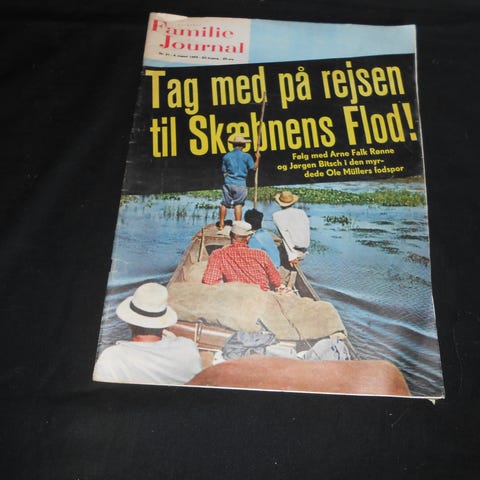 Familie
Journal
Tag med på rejsen
til Skæbnens Flod!
Følg med Arne Falk Rønne
og Jørgen Bitsch i den myr-
dede Ole Müllers fodspor